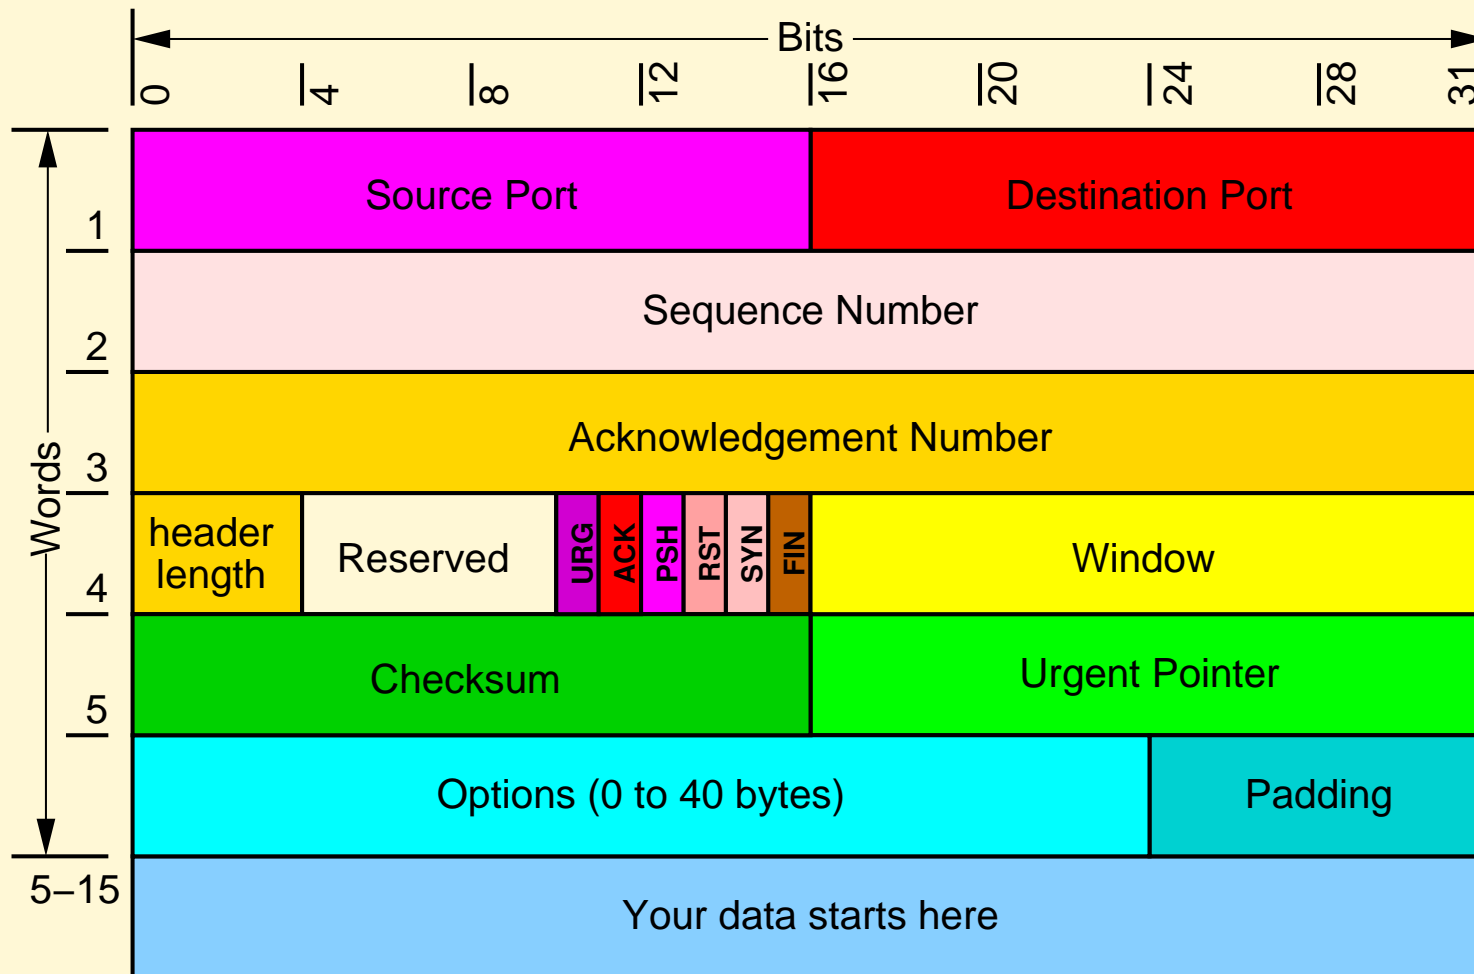 Bits
0 4 8 12 16 20 24 28 31
Words
Source Port Destination Port
1
Sequence Number
2
Acknowledgement Number
3
header
length
Reserved URG ACK PSH RST SYN FIN Window
4
Checksum Urgent Pointer
5
Options (0 to 40 bytes) Padding
5–15
Your data starts here